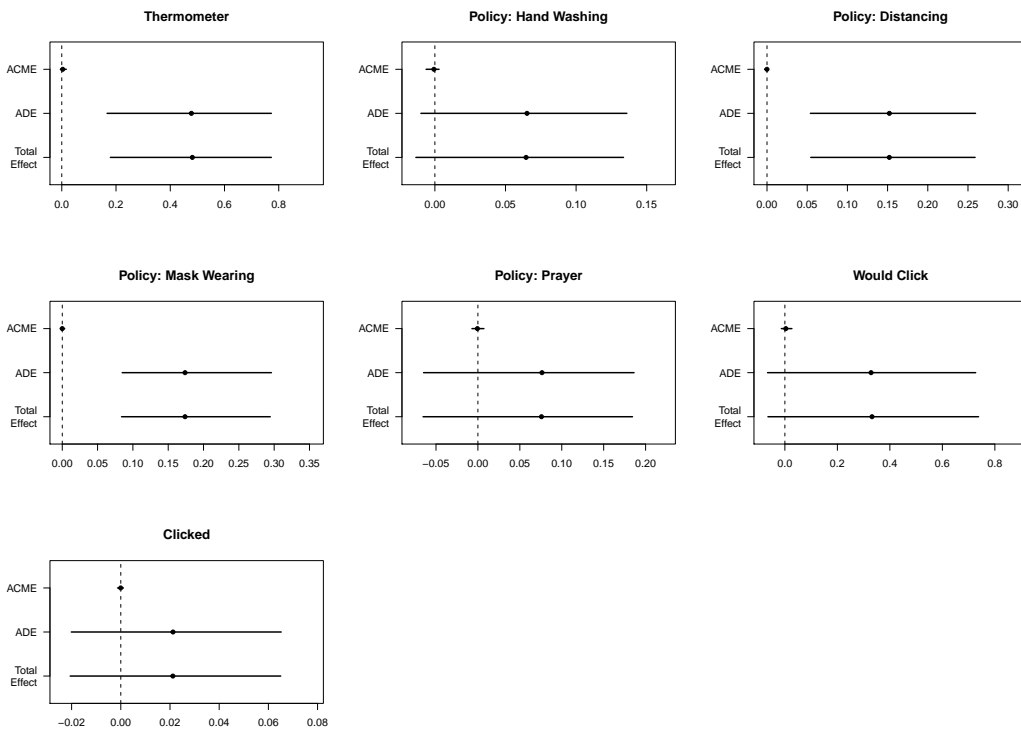 Thermometer
ACME
ADE
Total
Effect
0.0 0.2 0.4 0.6 0.8
Policy: Hand Washing
ACME
ADE
Total
Effect
0.00 0.05 0.10 0.15
Policy: Distancing
ACME
ADE
Total
Effect
0.00 0.05 0.10 0.15 0.20 0.25 0.30
Policy: Mask Wearing
ACME
ADE
Total
Effect
0.00 0.05 0.10 0.15 0.20 0.25 0.30 0.35
Policy: Prayer
ACME
ADE
Total
Effect
−0.05 0.00 0.05 0.10 0.15 0.20
Would Click
ACME
ADE
Total
Effect
0.0 0.2 0.4 0.6 0.8
Clicked
ACME
ADE
Total
Effect
−0.02 0.00 0.02 0.04 0.06 0.08